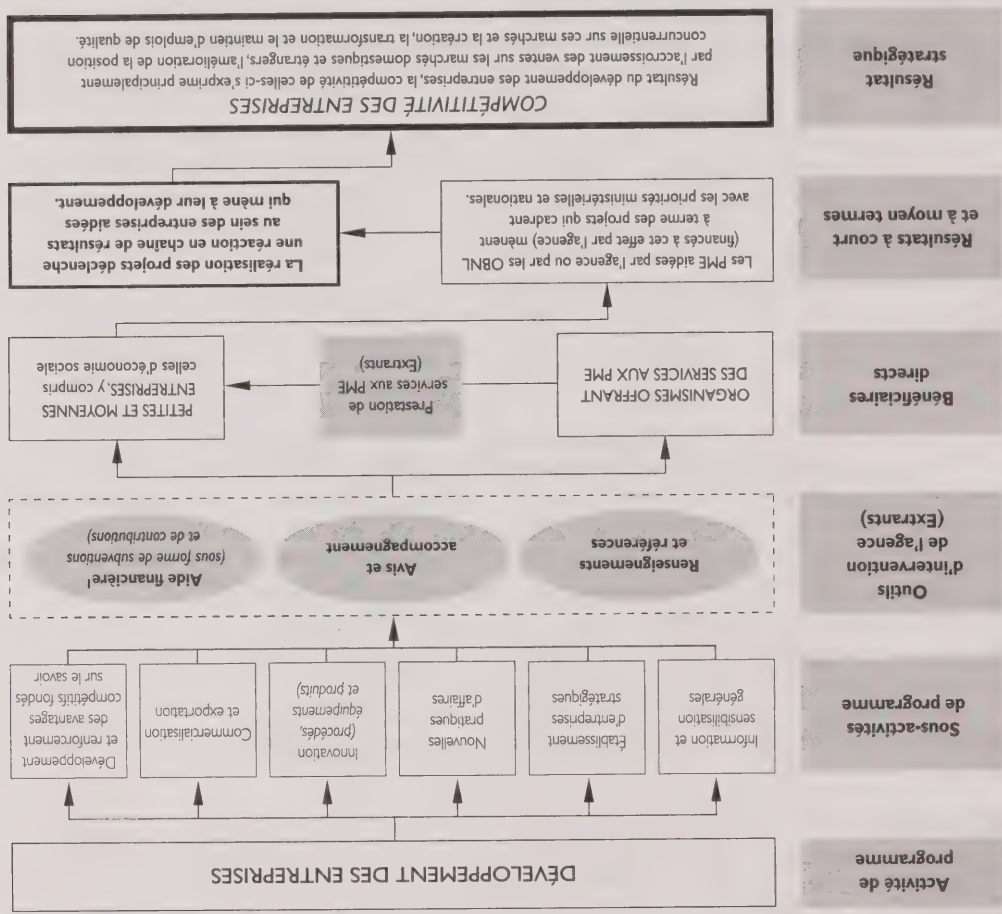 Activité de
programme
DÉVELOPPEMENT DES ENTREPRISES
Sous-activités
de programme
Information et
sensibilisation
générales
Établissement
d'entreprises
stratégiques
Nouvelles
pratiques
d'affaires
Innovation
(procédés,
équipements
et produits)
Commercialisation
et exportation
Développement
et renforcement
des avantages
compétitifs fondés
sur le savoir
Outils
d'intervention
de l'agence
(Extrants)
Renseignements
et références
Avis et
accompagnement
Aide financière¹
(sous forme de subventions
et de contributions)
Bénéficiaires
directs
ORGANISMES OFFRANT
DES SERVICES AUX PME
Prestation de
services aux PME
(Extrants)
PETITES ET MOYENNES
ENTREPRISES, y compris
celles d'économie sociale
Résultats à court
et à moyen termes
Les PME aidées par l'agence ou par les OBNL
(financés à cet effet par l'agence) mènent
à terme des projets qui cadrent
avec les priorités ministérielles et nationales.
La réalisation des projets déclenche
une réaction en chaîne de résultats
au sein des entreprises aidées
qui mène à leur développement.
Résultat
stratégique
COMPÉTITIVITÉ DES ENTREPRISES
Résultat du développement des entreprises, la compétitivité de celles-ci s'exprime principalement
par l'accroissement des ventes sur les marchés domestiques et étrangers, l'amélioration de la position
concurrentielle sur ces marchés et la création, la transformation et le maintien d'emplois de qualité.